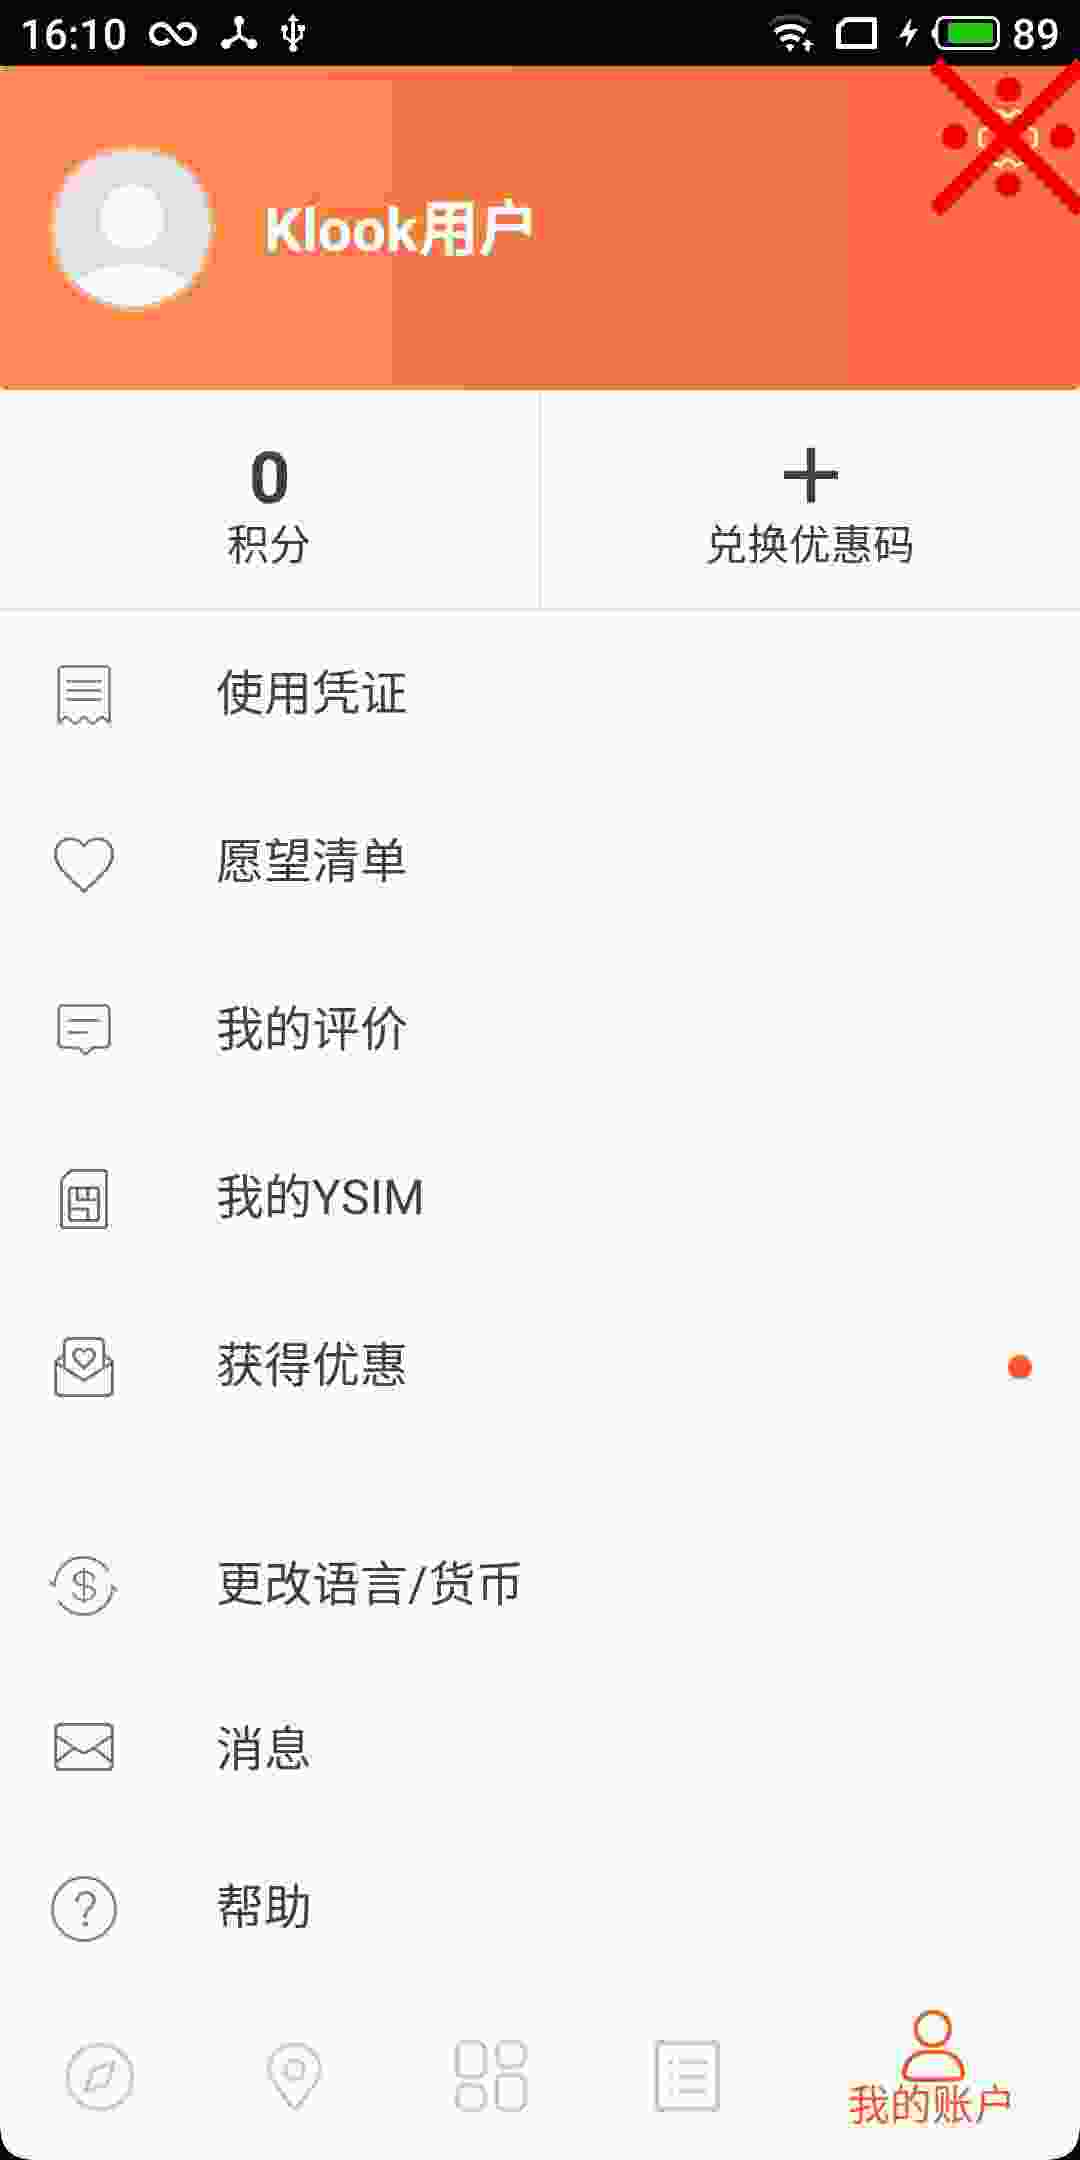 16:10 89
Klook用户
0
积分
+
兑换优惠码
使用凭证
愿望清单
我的评价
我的YSIM
获得优惠
更改语言/货币
消息
帮助
我的账户